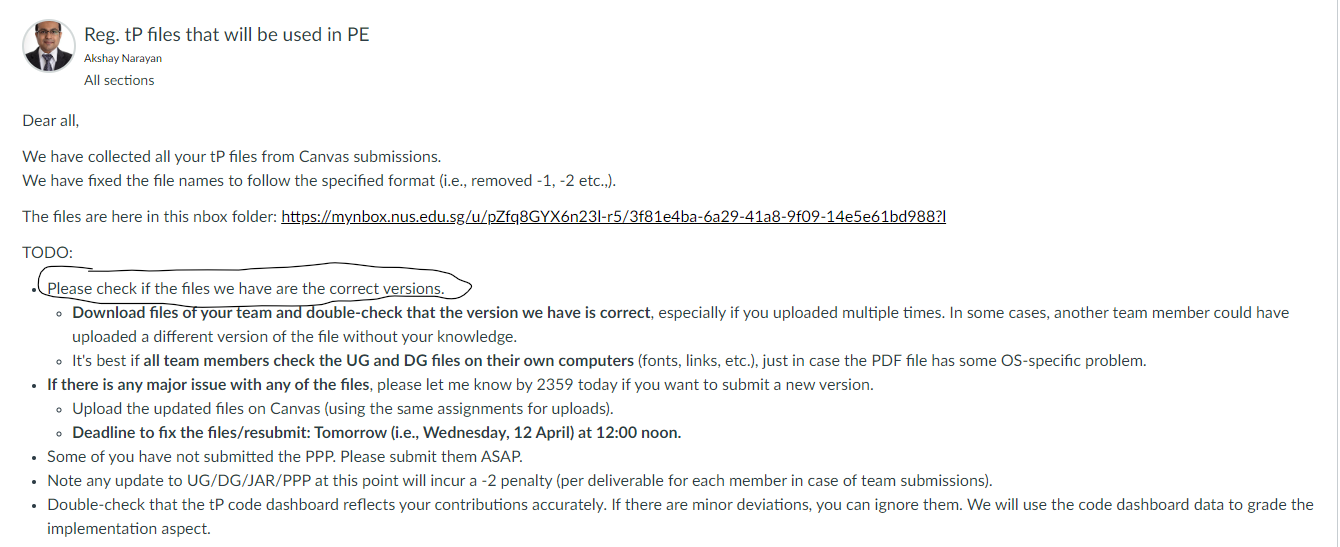 Reg. tP files that will be used in PE
Akshay Narayan
All sections
Dear all,
We have collected all your tP files from Canvas submissions.
We have fixed the file names to follow the specified format (i.e., removed -1, -2 etc.,).
The files are here in this nbox folder: https://mynbox.nus.edu.sg/u/pZfq8GYX6n23l-r5/3f81e4ba-6a29-41a8-9f09-14e5e61bd988?l
TODO:
• Please check if the files we have are the correct versions.
◦ Download files of your team and double-check that the version we have is correct, especially if you uploaded multiple times. In some cases, another team member could have
uploaded a different version of the file without your knowledge.
◦ It's best if all team members check the UG and DG files on their own computers (fonts, links, etc.), just in case the PDF file has some OS-specific problem.
• If there is any major issue with any of the files, please let me know by 2359 today if you want to submit a new version.
◦ Upload the updated files on Canvas (using the same assignments for uploads).
◦ Deadline to fix the files/resubmit: Tomorrow (i.e., Wednesday, 12 April) at 12:00 noon.
• Some of you have not submitted the PPP. Please submit them ASAP.
• Note any update to UG/DG/JAR/PPP at this point will incur a -2 penalty (per deliverable for each member in case of team submissions).
• Double-check that the tP code dashboard reflects your contributions accurately. If there are minor deviations, you can ignore them. We will use the code dashboard data to grade the
implementation aspect.